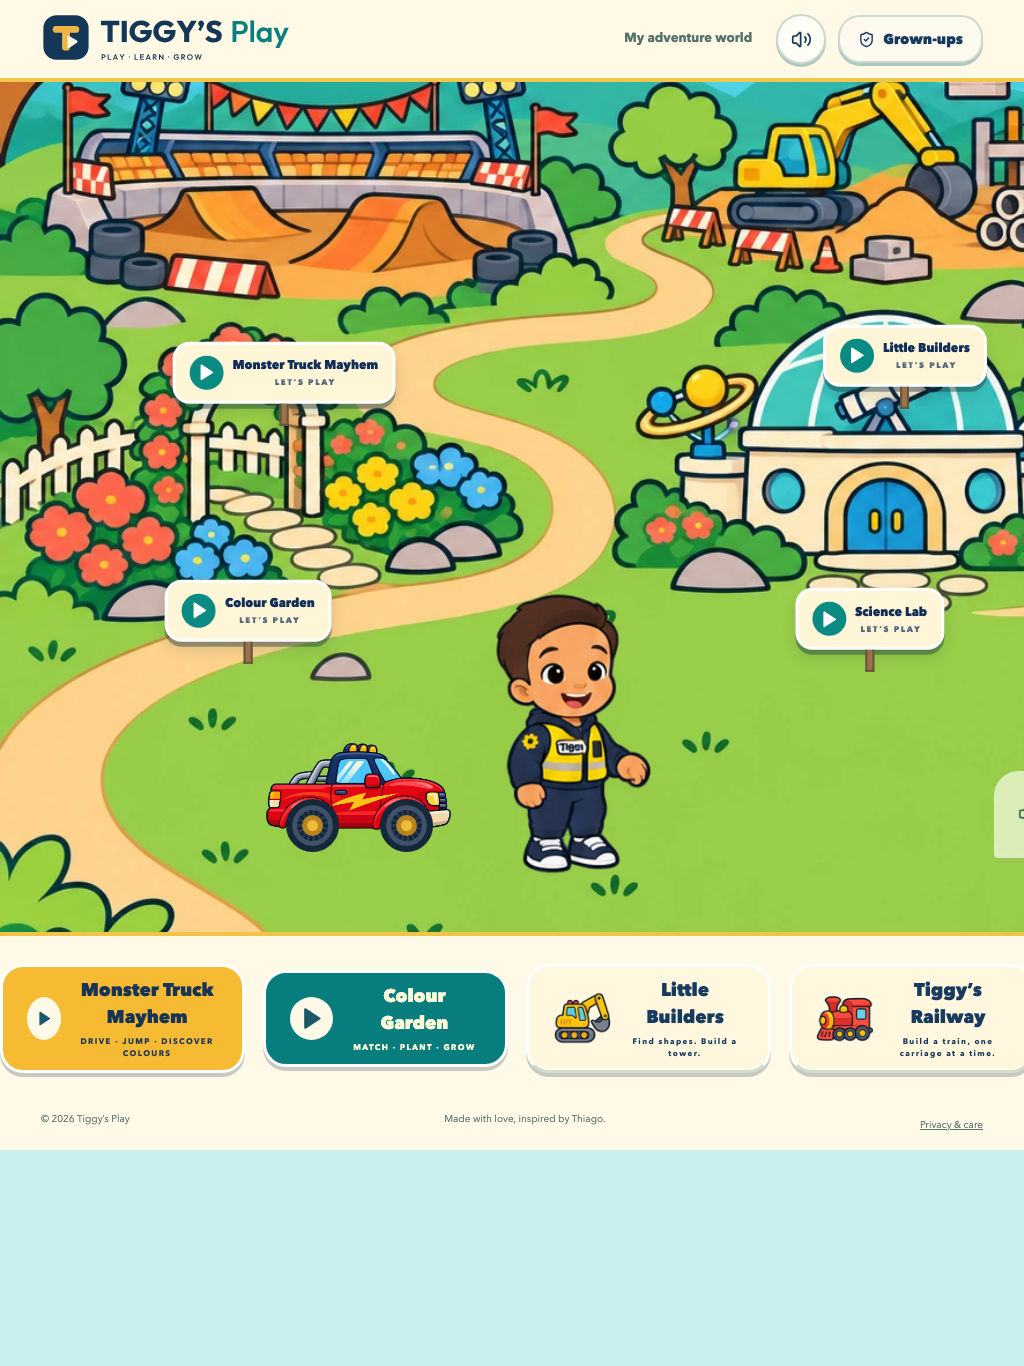 TIGGY'S Play
PLAY · LEARN · GROW
My adventure world
Grown-ups
Monster Truck Mayhem
LET'S PLAY
Little Builders
LET'S PLAY
Colour Garden
LET'S PLAY
Science Lab
LET'S PLAY
Monster Truck
Mayhem
DRIVE · JUMP · DISCOVER
COLOURS
Colour
Garden
MATCH · PLANT · GROW
Little
Builders
Find shapes. Build a
tower.
Tiggy's
Railway
Build a train, one
carriage at a time.
© 2026 Tiggy's Play
Made with love, inspired by Thiago.
Privacy & care